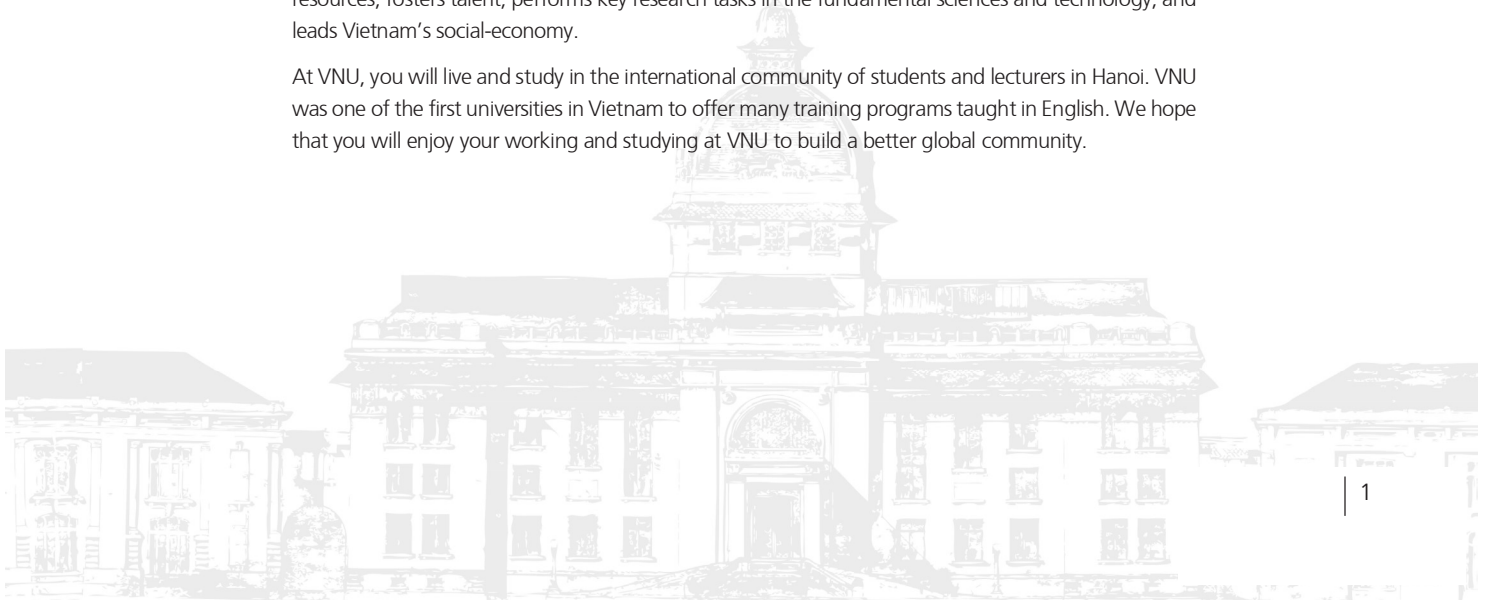 resources, fosters talent, performs key research tasks in the fundamental sciences and technology, and
leads Vietnam's social-economy.
At VNU, you will live and study in the international community of students and lecturers in Hanoi. VNU
was one of the first universities in Vietnam to offer many training programs taught in English. We hope
that you will enjoy your working and studying at VNU to build a better global community.
1